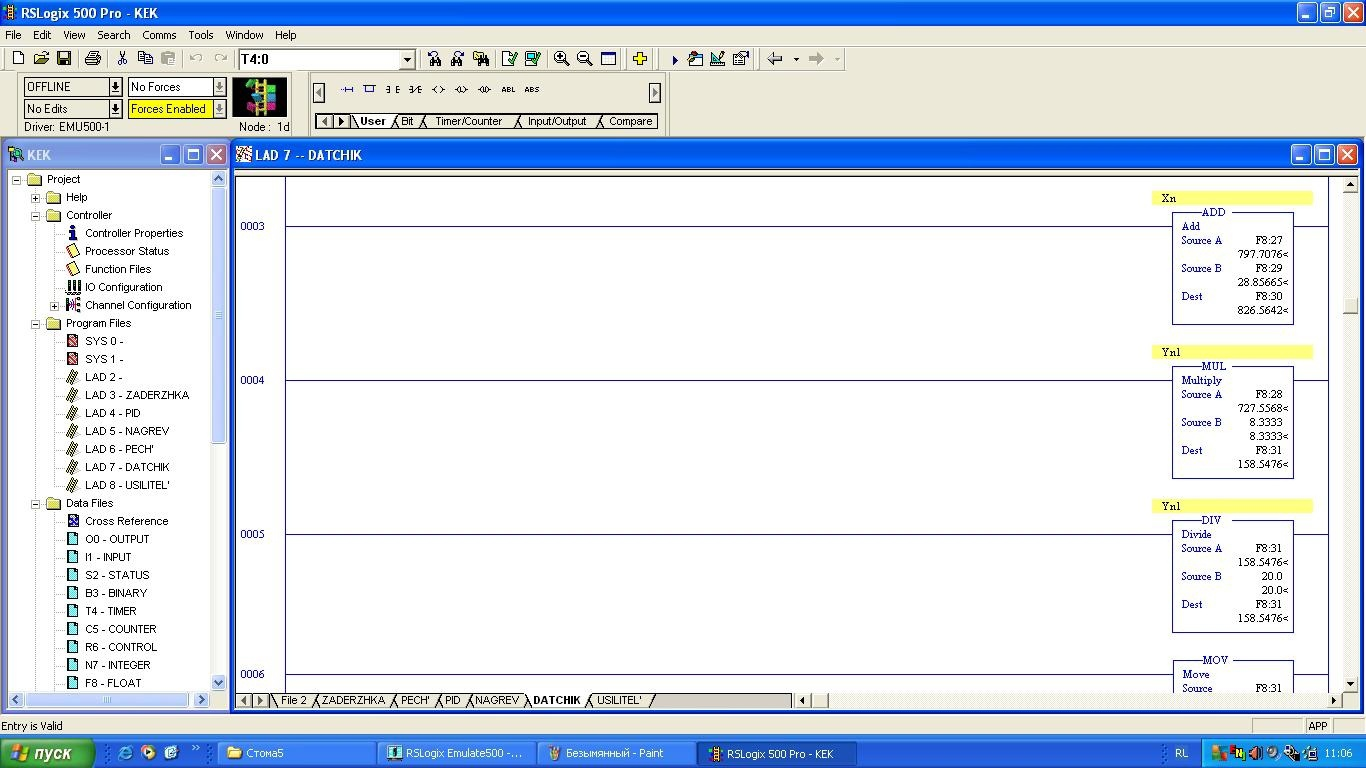 RSLogix 500 Pro - KEK
File Edit View Search Comms Tools Window Help
T4:0
OFFLINE No Forces
No Edits Forces Enabled
Driver: EMU500-1 Node : 1d
ABL ABS
User Bit Timer/Counter Input/Output Compare
KEK
Project
Help
Controller
Controller Properties
Processor Status
Function Files
IO Configuration
Channel Configuration
Program Files
SYS 0 -
SYS 1 -
LAD 2 -
LAD 3 - ZADERZHKA
LAD 4 - PID
LAD 5 - NAGREV
LAD 6 - PECH'
LAD 7 - DATCHIK
LAD 8 - USILITEL'
Data Files
Cross Reference
O0 - OUTPUT
I1 - INPUT
S2 - STATUS
B3 - BINARY
T4 - TIMER
C5 - COUNTER
R6 - CONTROL
N7 - INTEGER
F8 - FLOAT
LAD 7 -- DATCHIK
Xn
0003
ADD
Add
Source A F8:27
797.7076<
Source B F8:29
28.85665<
Dest F8:30
826.5642<
Yn1
0004
MUL
Multiply
Source A F8:28
727.5568<
Source B 8.3333
8.3333<
Dest F8:31
158.5476<
Yn1
0005
DIV
Divide
Source A F8:31
158.5476<
Source B 20.0
20.0<
Dest F8:31
158.5476<
0006
MOV
Move
Source F8:31
File 2 ZADERZHKA PECH' PID NAGREV DATCHIK USILITEL'
Entry is Valid
APP
пуск
Стома5
RSLogix Emulate500 -...
Безымянный - Paint
RSLogix 500 Pro - KEK
RL
11:06